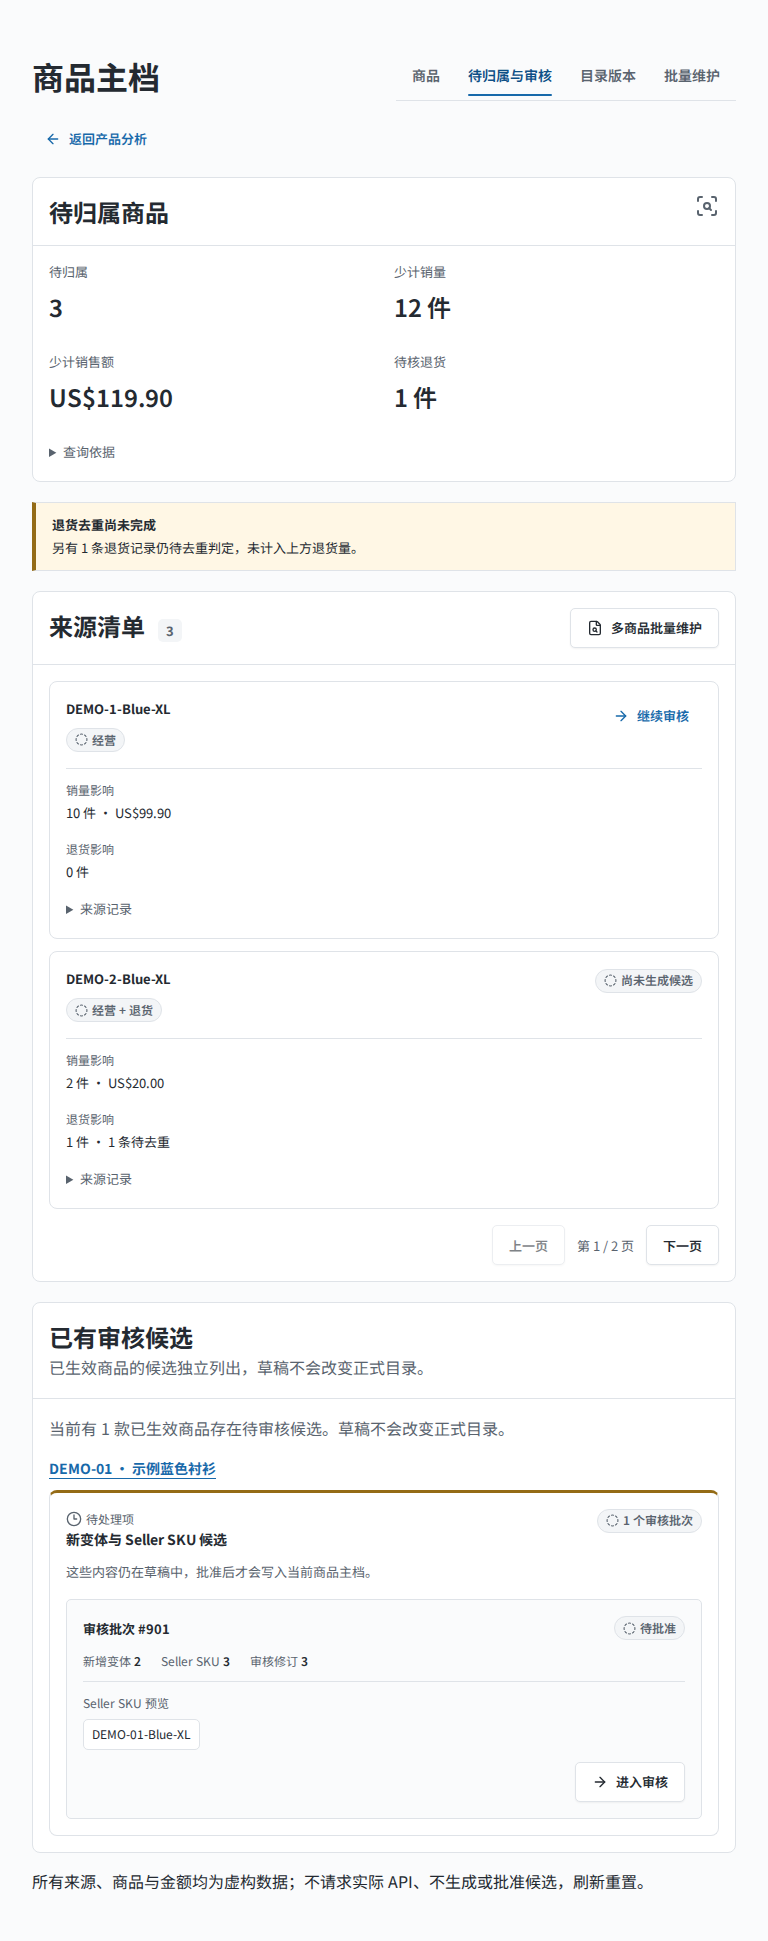 商品主档
商品
待归属与审核
目录版本
批量维护
返回产品分析
待归属商品
待归属
3
少计销量
12 件
少计销售额
US$119.90
待核退货
1 件
查询依据
退货去重尚未完成
另有 1 条退货记录仍待去重判定，未计入上方退货量。
来源清单 3
多商品批量维护
DEMO-1-Blue-XL
继续审核
经营
销量影响
10 件 · US$99.90
退货影响
0 件
来源记录
DEMO-2-Blue-XL
尚未生成候选
经营 + 退货
销量影响
2 件 · US$20.00
退货影响
1 件 · 1 条待去重
来源记录
上一页
第 1 / 2 页
下一页
已有审核候选
已生效商品的候选独立列出，草稿不会改变正式目录。
当前有 1 款已生效商品存在待审核候选。草稿不会改变正式目录。
DEMO-01 · 示例蓝色衬衫
待处理项
新变体与 Seller SKU 候选
1 个审核批次
这些内容仍在草稿中，批准后才会写入当前商品主档。
审核批次 #901
待批准
新增变体 2 Seller SKU 3 审核修订 3
Seller SKU 预览
DEMO-01-Blue-XL
进入审核
所有来源、商品与金额均为虚构数据；不请求实际 API、不生成或批准候选，刷新重置。